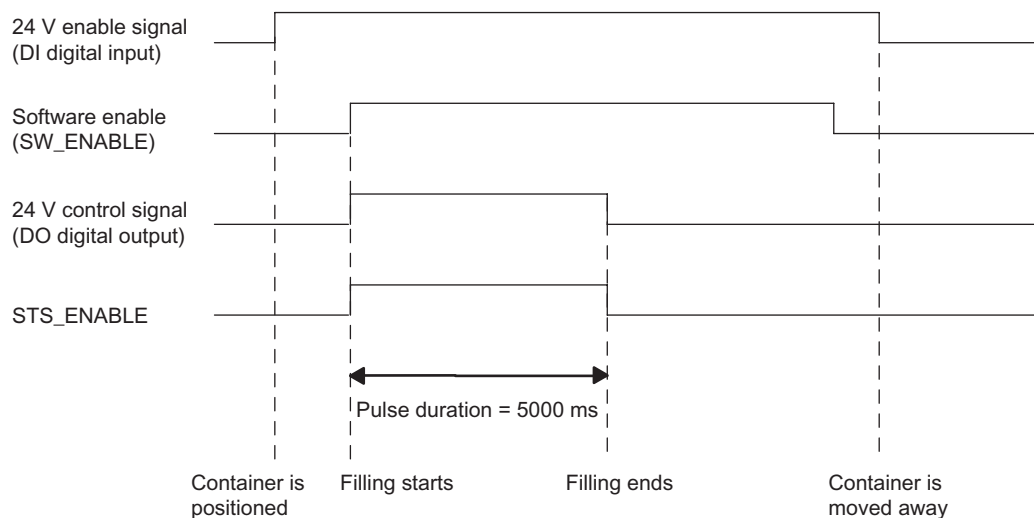 24 V enable signal
(DI digital input)
Software enable
(SW_ENABLE)
24 V control signal
(DO digital output)
STS_ENABLE
Pulse duration = 5000 ms
Container is
positioned
Filling starts
Filling ends
Container is
moved away